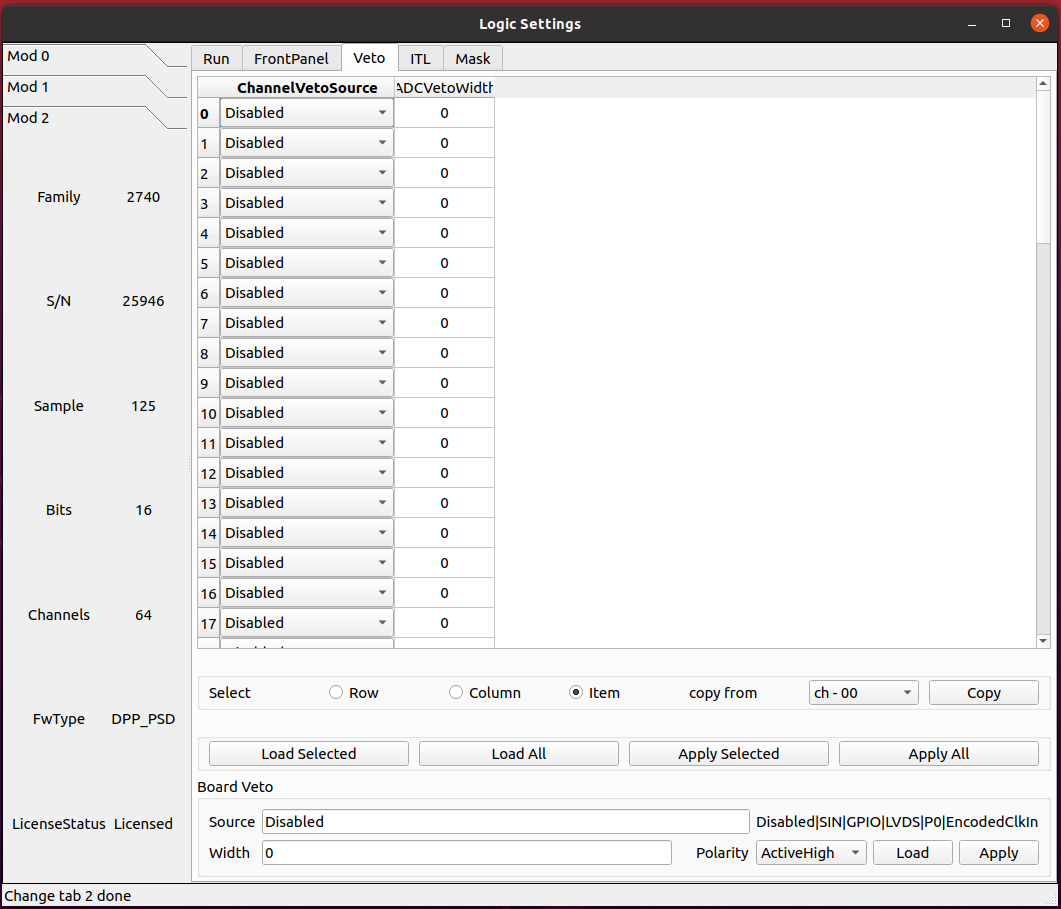 Logic Settings
Mod 0
Mod 1
Mod 2
Family 2740
S/N 25946
Sample 125
Bits 16
Channels 64
FwType DPP_PSD
LicenseStatus Licensed
Run FrontPanel Veto ITL Mask
ChannelVetoSource ADCVetoWidth
0 Disabled 0
1 Disabled 0
2 Disabled 0
3 Disabled 0
4 Disabled 0
5 Disabled 0
6 Disabled 0
7 Disabled 0
8 Disabled 0
9 Disabled 0
10 Disabled 0
11 Disabled 0
12 Disabled 0
13 Disabled 0
14 Disabled 0
15 Disabled 0
16 Disabled 0
17 Disabled 0
Select Row Column Item copy from ch - 00 Copy
Load Selected Load All Apply Selected Apply All
Board Veto
Source Disabled Disabled|SIN|GPIO|LVDS|P0|EncodedClkIn
Width 0 Polarity ActiveHigh Load Apply
Change tab 2 done